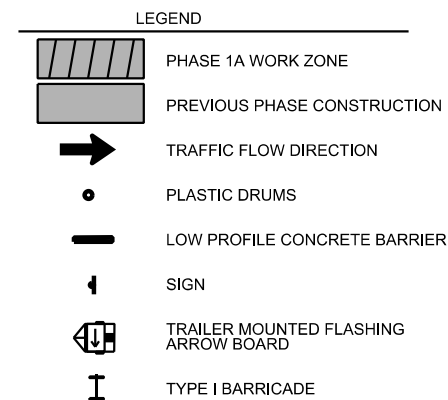 LEGEND
PHASE 1A WORK ZONE
PREVIOUS PHASE CONSTRUCTION
TRAFFIC FLOW DIRECTION
PLASTIC DRUMS
LOW PROFILE CONCRETE BARRIER
SIGN
TRAILER MOUNTED FLASHING
ARROW BOARD
TYPE I BARRICADE